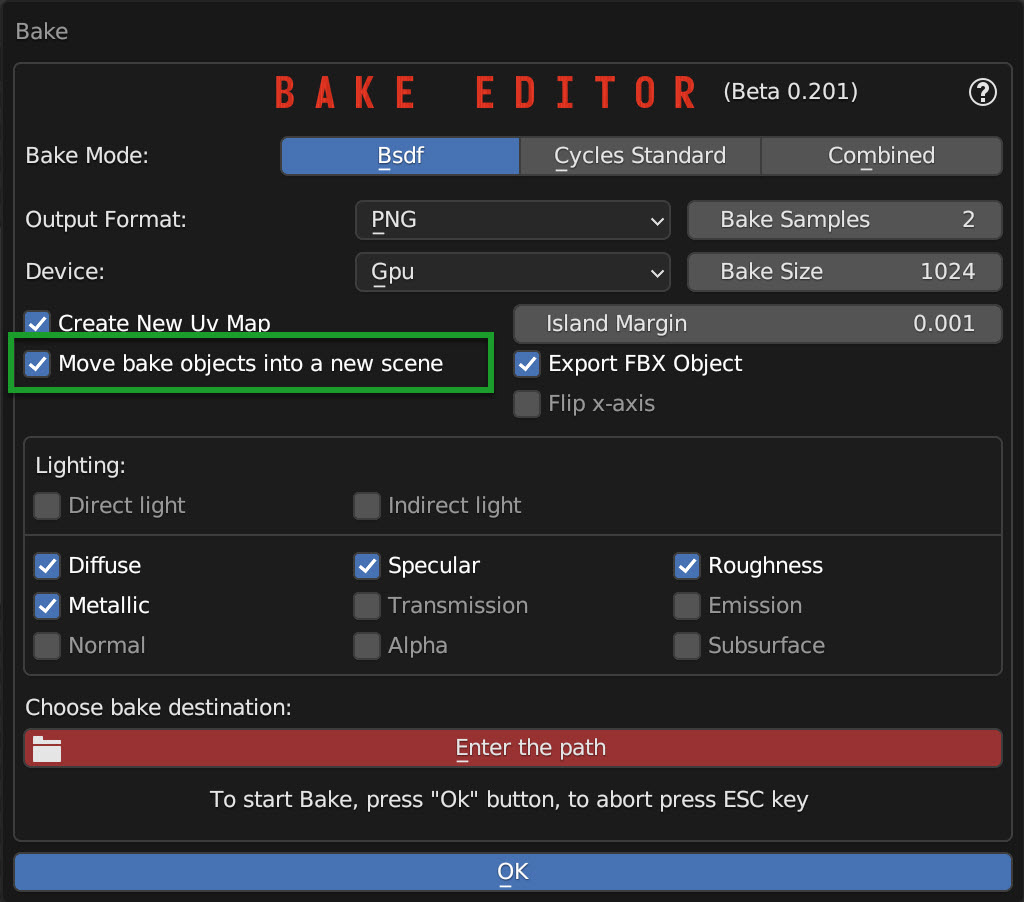 Bake
BAKE EDITOR (Beta 0.201) ?
Bake Mode: Bsdf Cycles Standard Combined
Output Format: PNG Bake Samples 2
Device: Gpu Bake Size 1024
Create New Uv Map Island Margin 0.001
Move bake objects into a new scene Export FBX Object
Flip x-axis
Lighting:
Direct light Indirect light
Diffuse Specular Roughness
Metallic Transmission Emission
Normal Alpha Subsurface
Choose bake destination:
Enter the path
To start Bake, press "Ok" button, to abort press ESC key
OK